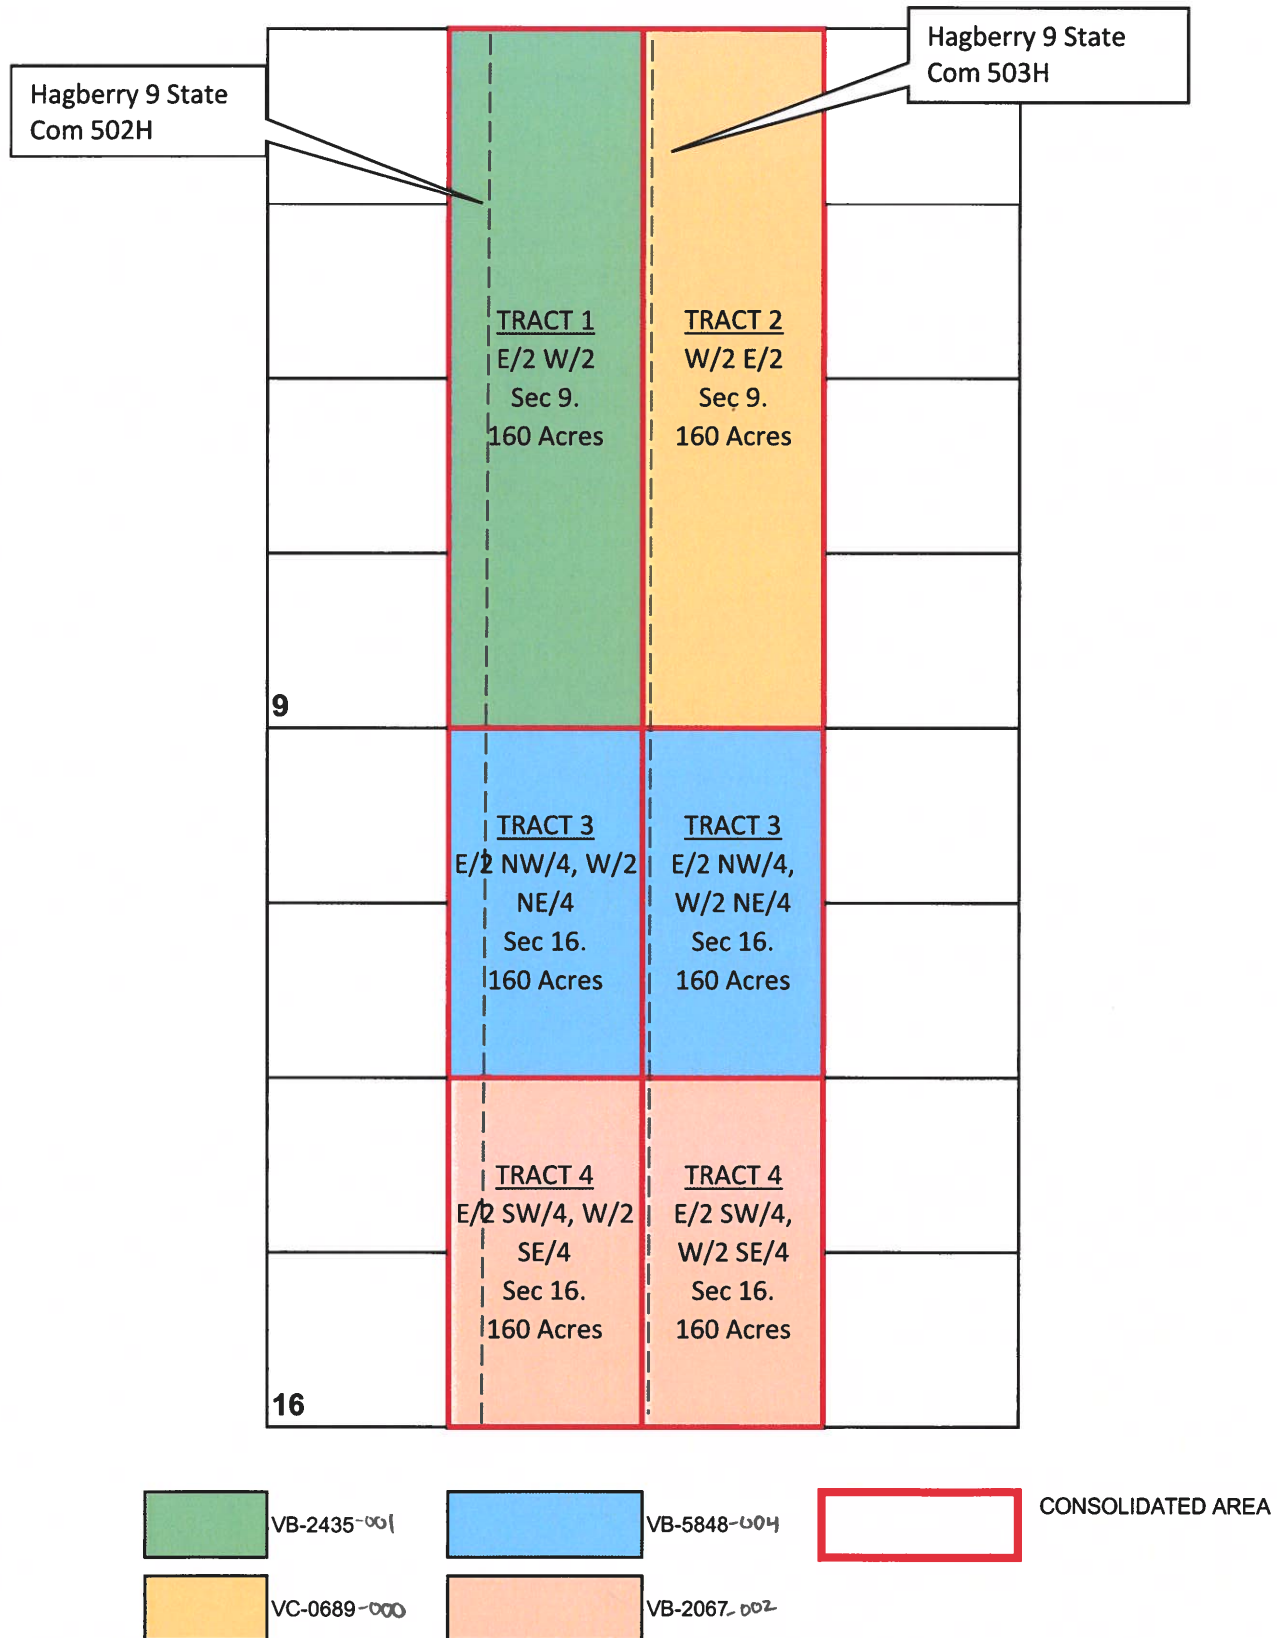 Hagberry 9 State
Com 503H
Hagberry 9 State
Com 502H
TRACT 1
E/2 W/2
Sec 9.
160 Acres
TRACT 2
W/2 E/2
Sec 9.
160 Acres
9
TRACT 3
E/2 NW/4, W/2
NE/4
Sec 16.
160 Acres
TRACT 3
E/2 NW/4,
W/2 NE/4
Sec 16.
160 Acres
TRACT 4
E/2 SW/4, W/2
SE/4
Sec 16.
160 Acres
TRACT 4
E/2 SW/4,
W/2 SE/4
Sec 16.
160 Acres
16
VB-2435-001
VB-5848-004
CONSOLIDATED AREA
VC-0689-000
VB-2067-002